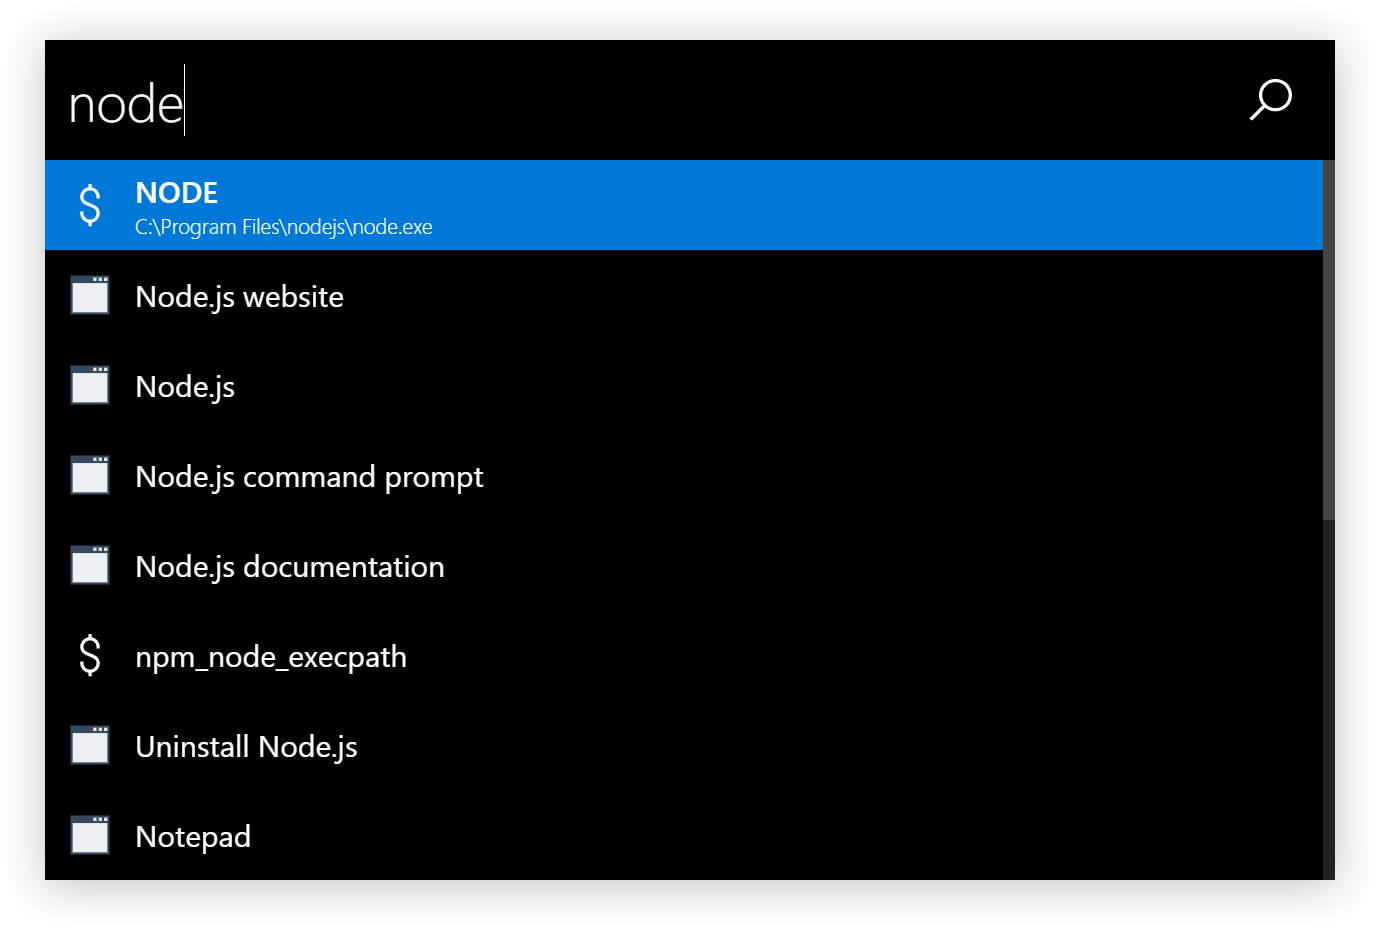 node
NODE
C:\Program Files\nodejs\node.exe
Node.js website
Node.js
Node.js command prompt
Node.js documentation
npm_node_execpath
Uninstall Node.js
Notepad